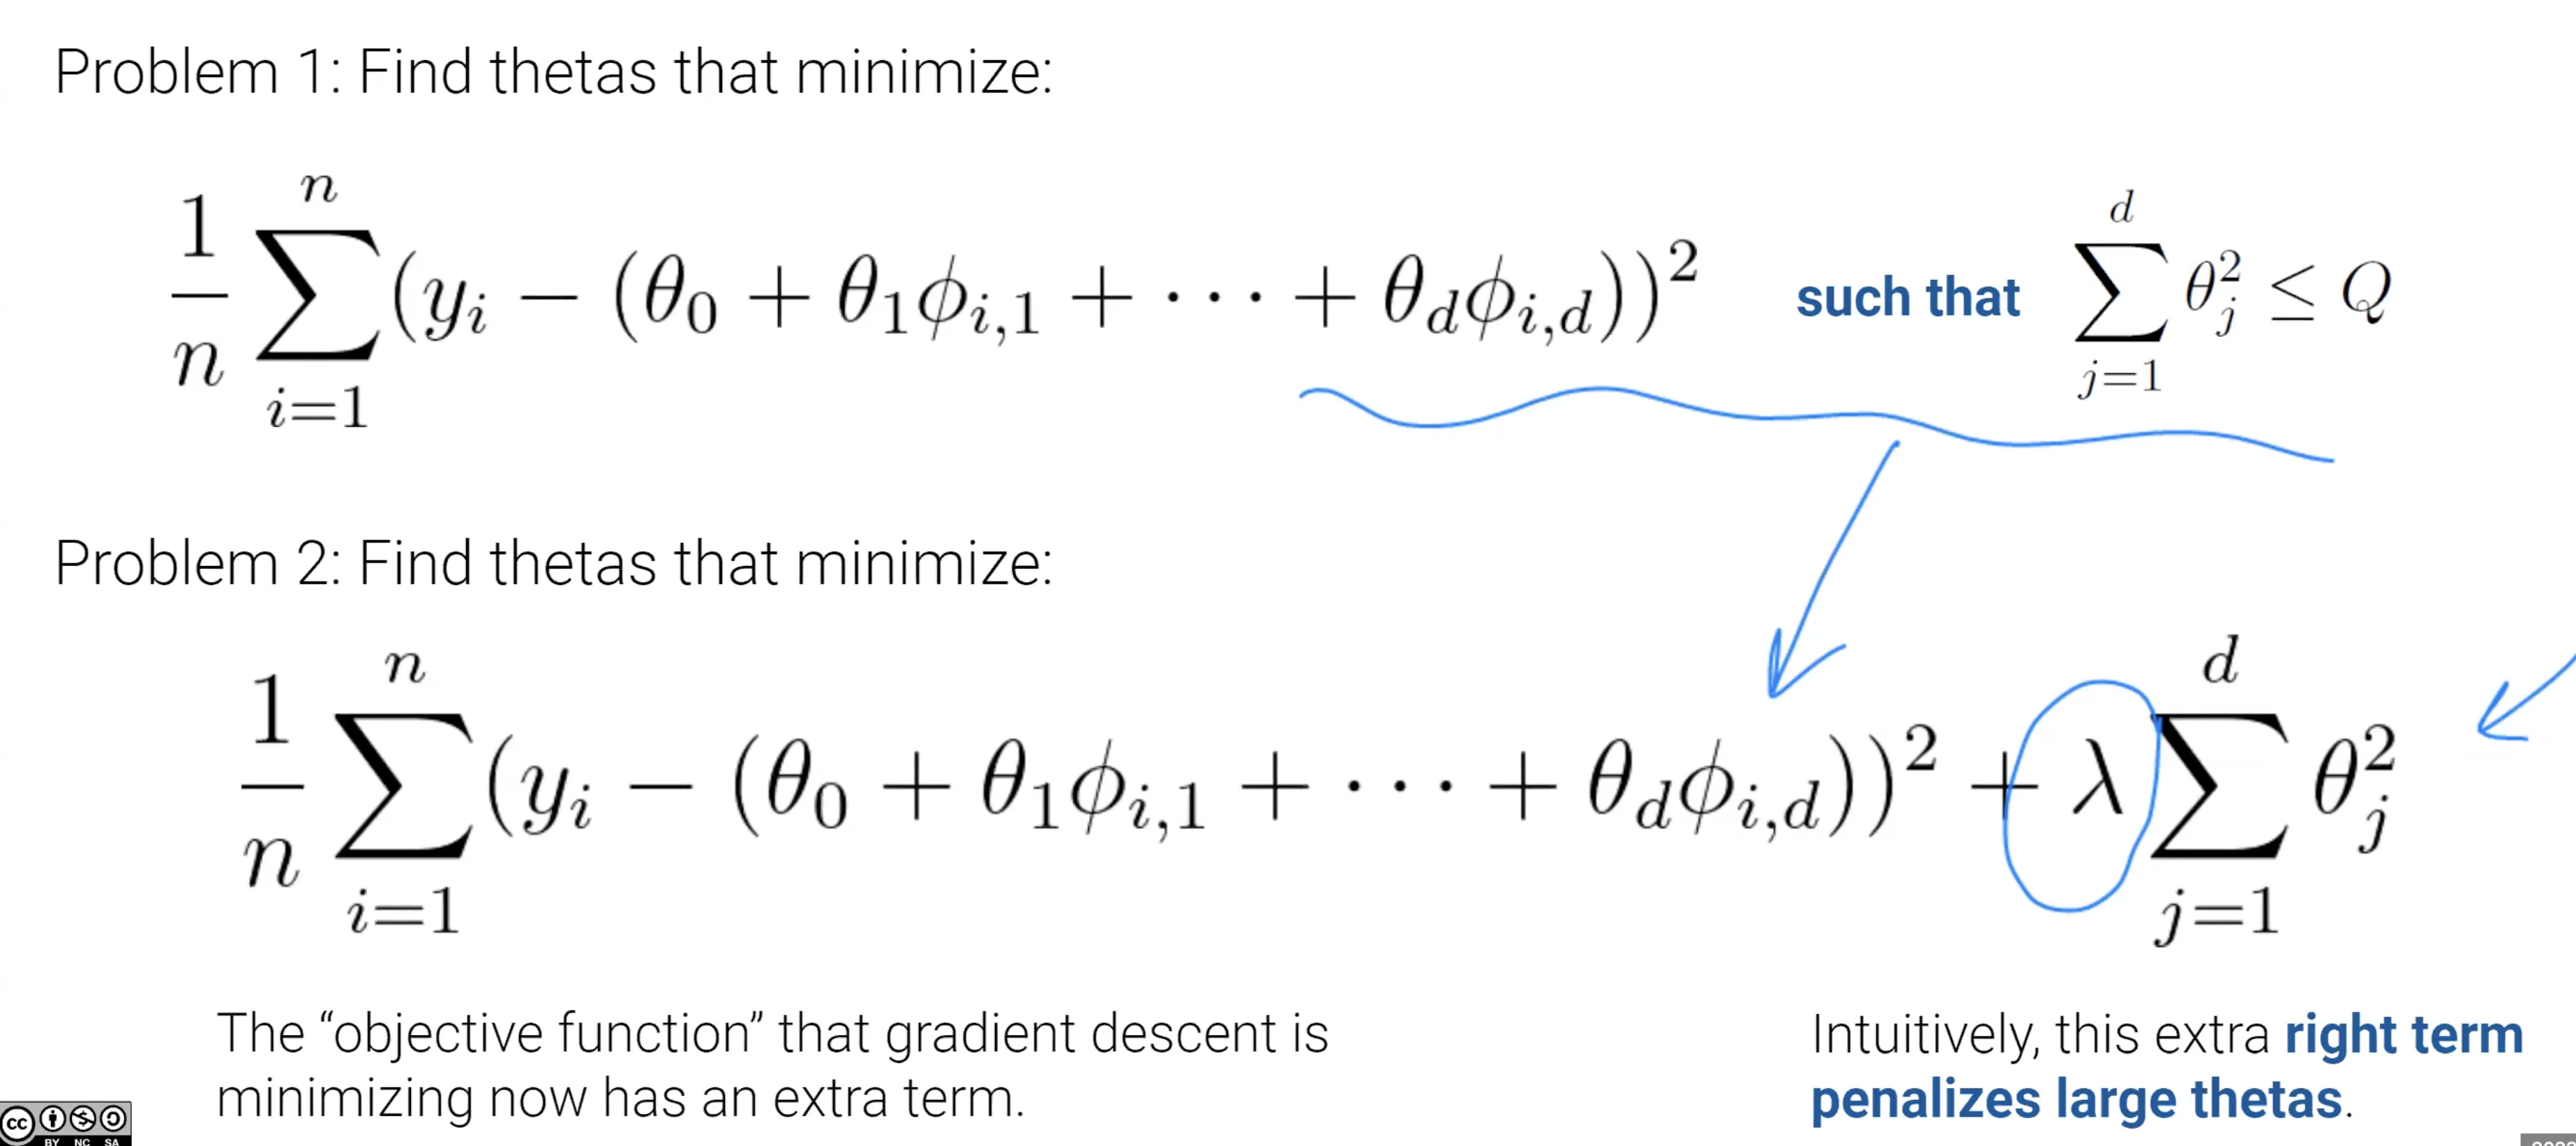 Problem 1: Find thetas that minimize:
\frac{1}{n} \sum_{i=1}^{n} (y_i - (\theta_0 + \theta_1 \phi_{i,1} + \cdots + \theta_d \phi_{i,d}))^2 such that \sum_{j=1}^{d} \theta_j^2 \leq Q
Problem 2: Find thetas that minimize:
\frac{1}{n} \sum_{i=1}^{n} (y_i - (\theta_0 + \theta_1 \phi_{i,1} + \cdots + \theta_d \phi_{i,d}))^2 + \lambda \sum_{j=1}^{d} \theta_j^2
The “objective function” that gradient descent is
minimizing now has an extra term.
Intuitively, this extra right term
penalizes large thetas.
cc
BY NC SA